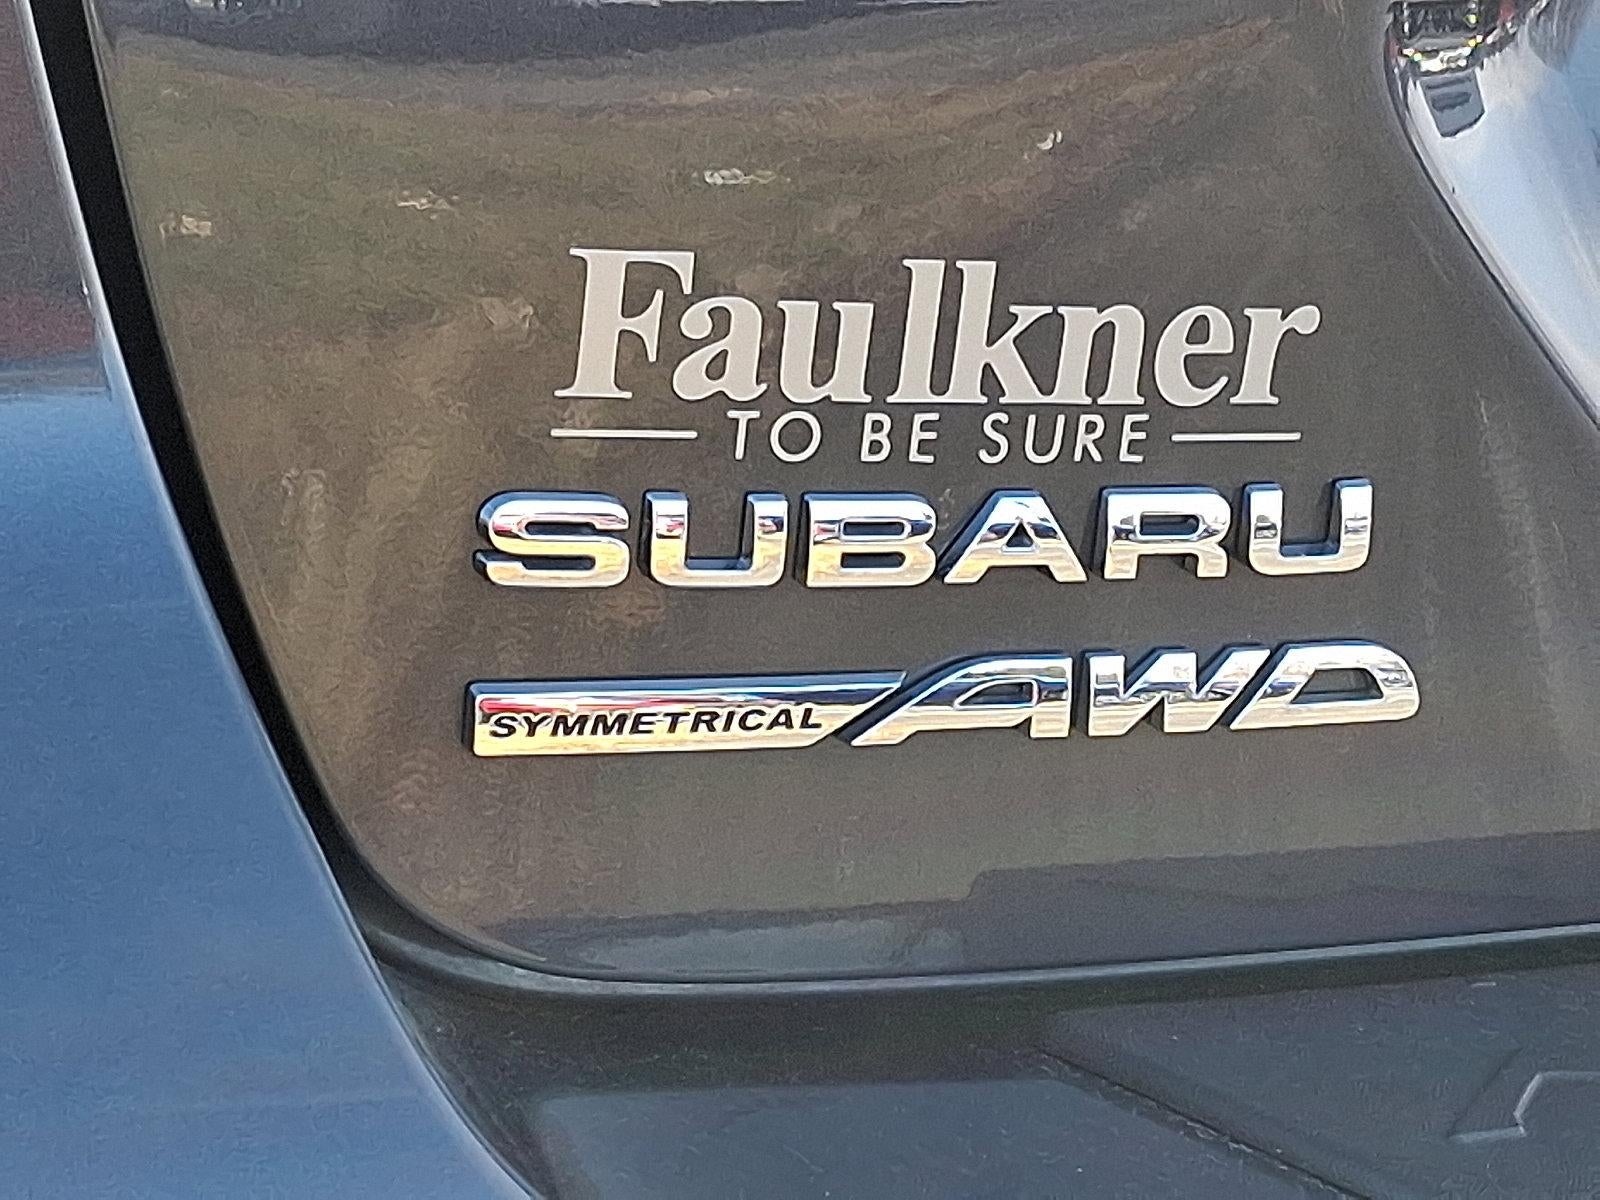 Faulkner
TO BE SURE
SUBARU
SYMMETRICAL AWD